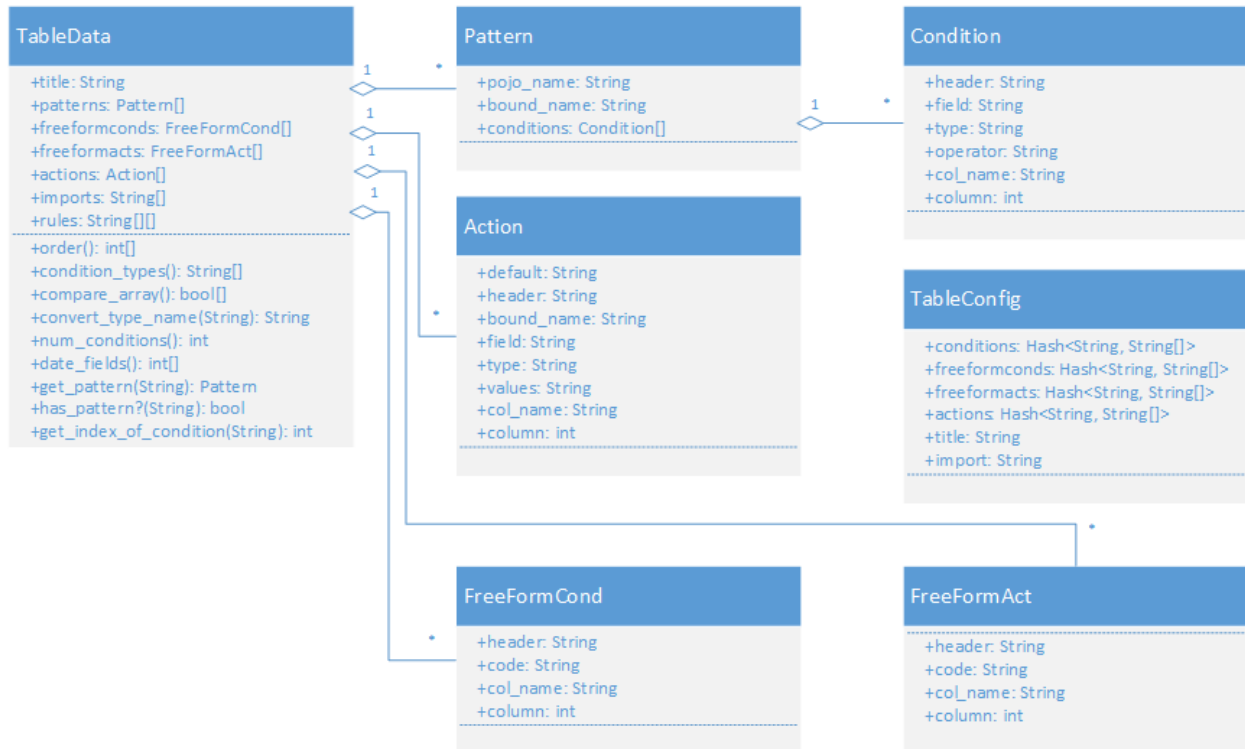 TableData
+title: String
+patterns: Pattern[]
+freeformconds: FreeFormCond[]
+freeformacts: FreeFormAct[]
+actions: Action[]
+imports: String[]
+rules: String[][]
+order(): int[]
+condition_types(): String[]
+compare_array(): bool[]
+convert_type_name(String): String
+num_conditions(): int
+date_fields(): int[]
+get_pattern(String): Pattern
+has_pattern?(String): bool
+get_index_of_condition(String): int
1
*
1
1
1
*
Pattern
+pojo_name: String
+bound_name: String
+conditions: Condition[]
1
*
Condition
+header: String
+field: String
+type: String
+operator: String
+col_name: String
+column: int
Action
+default: String
+header: String
+bound_name: String
+field: String
+type: String
+values: String
+col_name: String
+column: int
TableConfig
+conditions: Hash<String, String[]>
+freeformconds: Hash<String, String[]>
+freeformacts: Hash<String, String[]>
+actions: Hash<String, String[]>
+title: String
+import: String
*
*
FreeFormCond
+header: String
+code: String
+col_name: String
+column: int
FreeFormAct
+header: String
+code: String
+col_name: String
+column: int